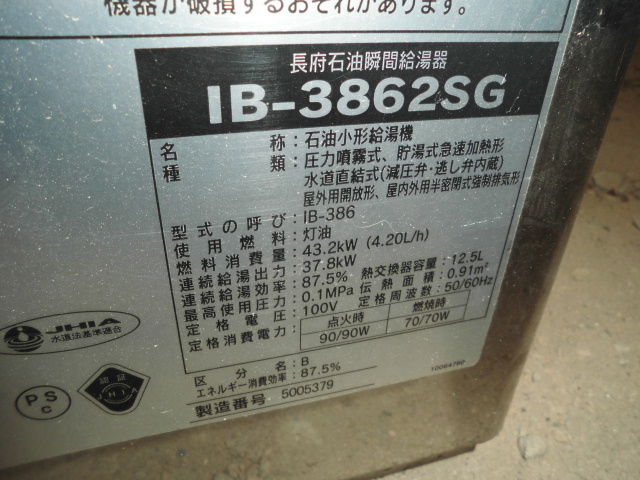 機器が破損するおそれがあります。
長府石油瞬間給湯器
IB-3862SG
名称:石油小形給湯機
種類:圧力噴霧式、貯湯式急速加熱形
水道直結式(減圧弁・逃し弁内蔵)
屋外用開放形、屋内外用半密閉式強制排気形
型式の呼び:IB-386
使用燃料:灯油
燃料消費量:43.2kW (4.20L/h)
連続給湯出力:37.8kW
連続給湯効率:87.5% 熱交換器容量:12.5L
最高使用圧力:0.1MPa 伝熱面積:0.91m²
定格電圧:100V 定格周波数:50/60Hz
定格消費電力: 点火時 燃焼時
90/90W 70/70W
区分名:B
エネルギー消費効率:87.5%
製造番号 5005379
10064762
JHIA
水道法基準適合
PS
C
認証
JHIA